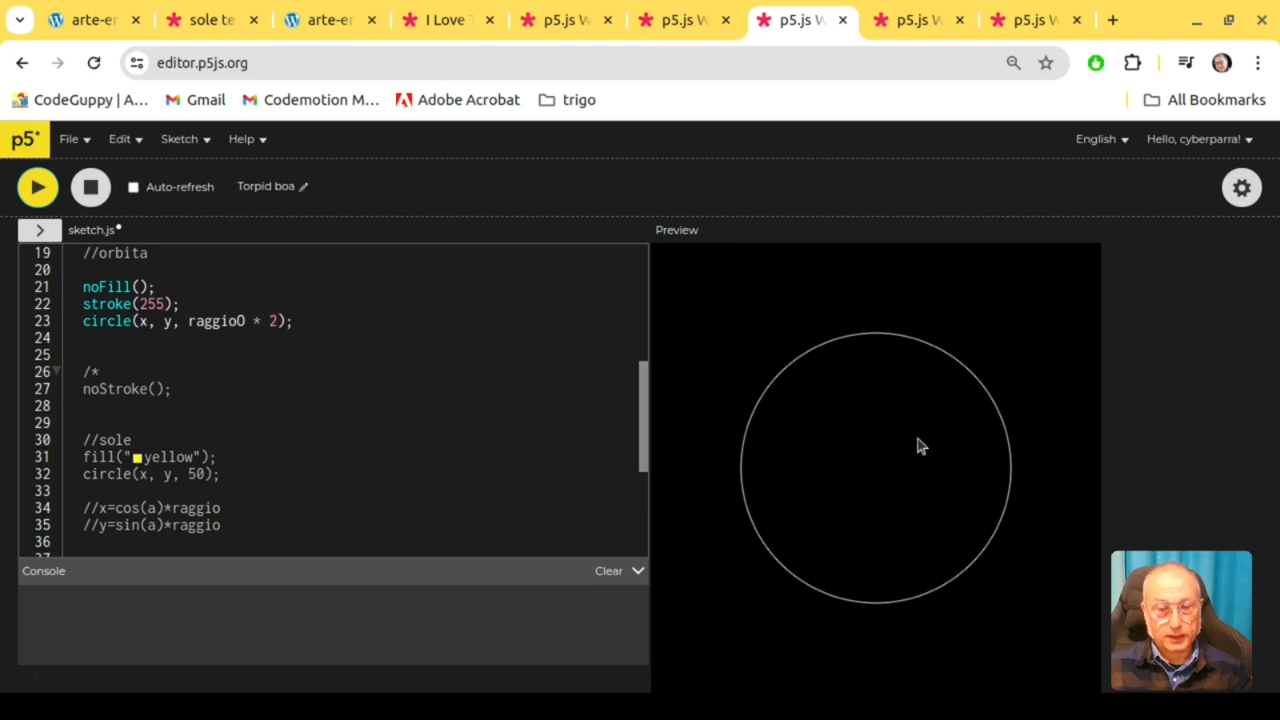 arte-er
sole te
arte-er
I Love
p5.js W
p5.js W
p5.js W
p5.js W
p5.js W
editor.p5js.org
CodeGuppy | A...
Gmail
Codemotion M...
Adobe Acrobat
trigo
All Bookmarks
p5*
File
Edit
Sketch
Help
English
Hello, cyberparra!
Auto-refresh
Torpid boa
sketch.js
Preview
19 //orbita
20
21 noFill();
22 stroke(255);
23 circle(x, y, raggioO * 2);
24
25
26 /*
27 noStroke();
28
29
30 //sole
31 fill("yellow");
32 circle(x, y, 50);
33
34 //x=cos(a)*raggio
35 //y=sin(a)*raggio
36
Console
Clear